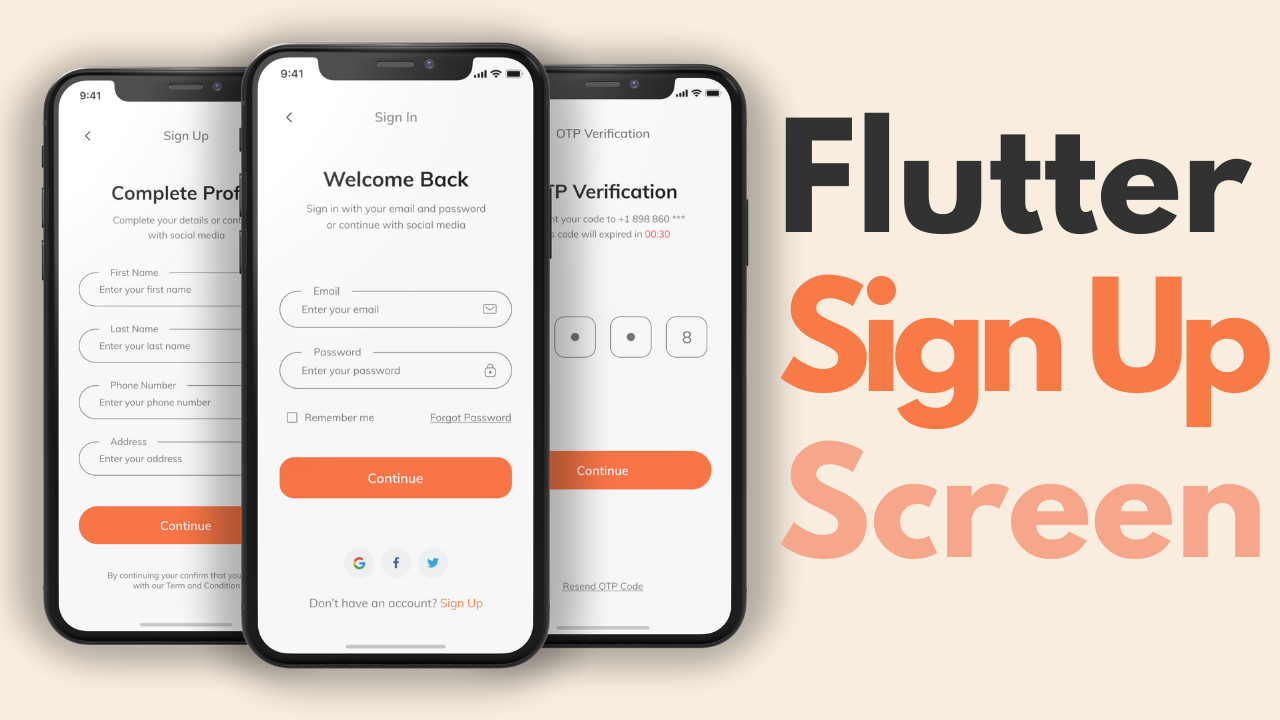 9:41
Sign Up
Complete
Complete your details or
with social media
First Name
Enter your first name
Last Name
Enter your last name
Phone Number
Enter your phone number
Address
Enter your address
Continue
By continuing your confirm that
with our Term and Condition
9:41
Sign In
Welcome Back
Sign in with your email and password
or continue with social media
Email
Enter your email
Password
Enter your password
Remember me
Forgot Password
Continue
G f
Don't have an account? Sign Up
OTP Verification
Verification
your code to +1 898 860 ***
code will expired in 00:30
8
Continue
Resend OTP Code
Flutter
Sign Up
Screen